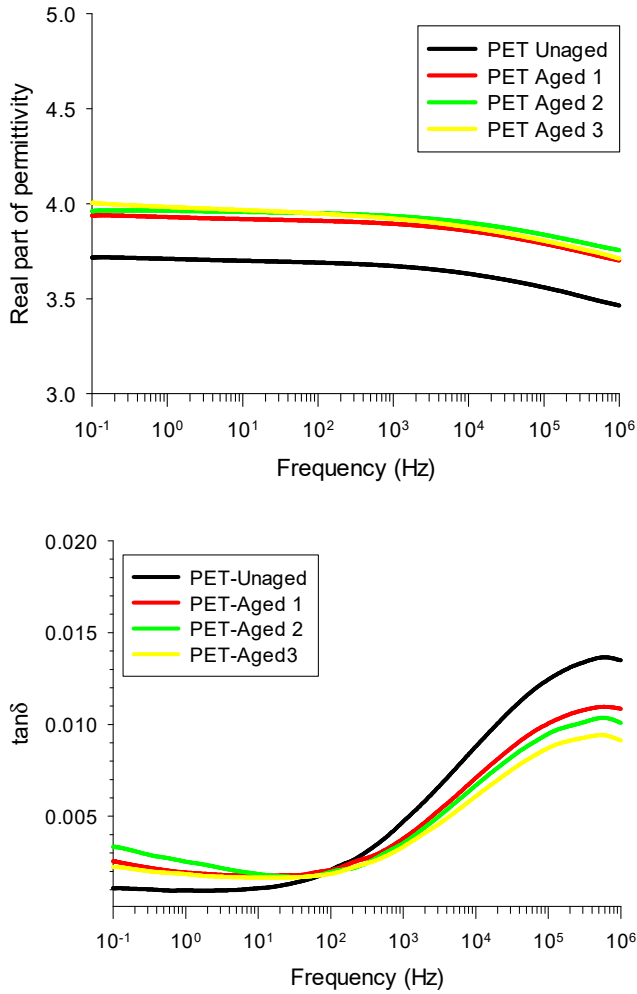 5.0
4.5
4.0
3.5
3.0
Real part of permittivity
PET Unaged
PET Aged 1
PET Aged 2
PET Aged 3
10⁻¹ 10⁰ 10¹ 10² 10³ 10⁴ 10⁵ 10⁶
Frequency (Hz)
0.020
0.015
0.010
0.005
tanδ
PET-Unaged
PET-Aged 1
PET-Aged 2
PET-Aged3
10⁻¹ 10⁰ 10¹ 10² 10³ 10⁴ 10⁵ 10⁶
Frequency (Hz)